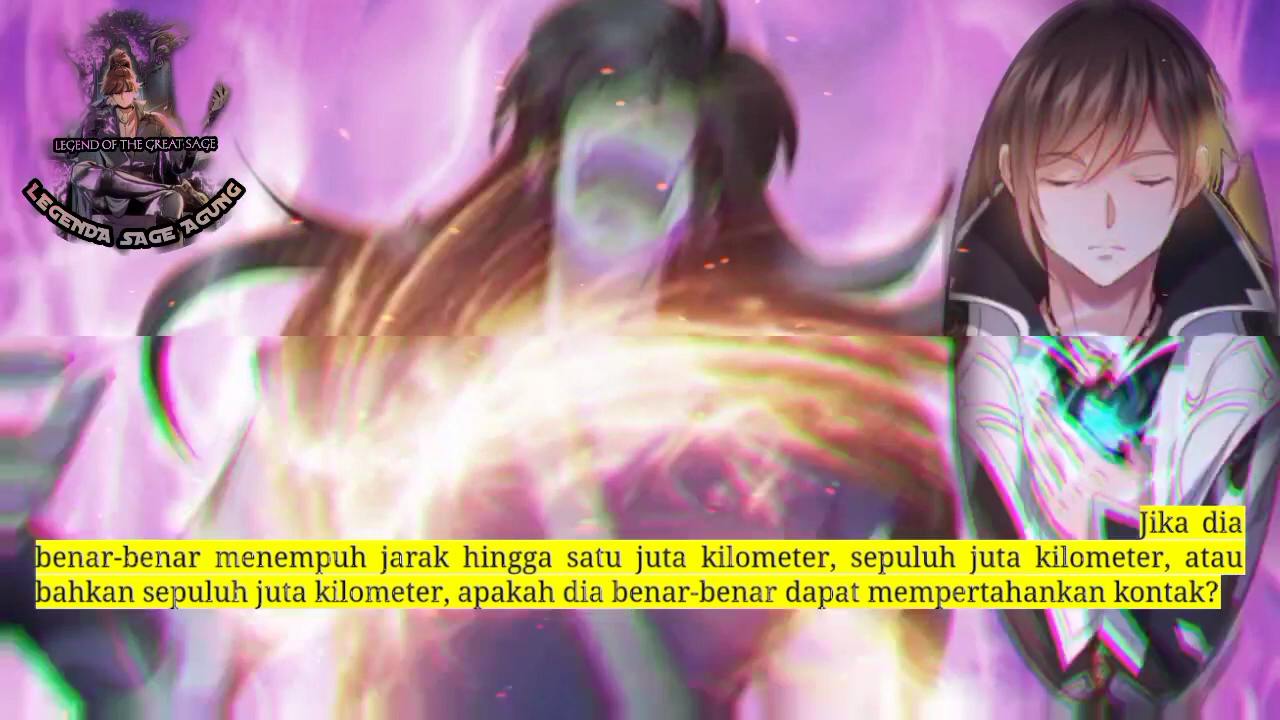 LEGEND OF THE GREAT SAGE
LEGENDA SAGE AGUNG
Jika dia
benar-benar menempuh jarak hingga satu juta kilometer, sepuluh juta kilometer, atau
bahkan sepuluh juta kilometer, apakah dia benar-benar dapat mempertahankan kontak?